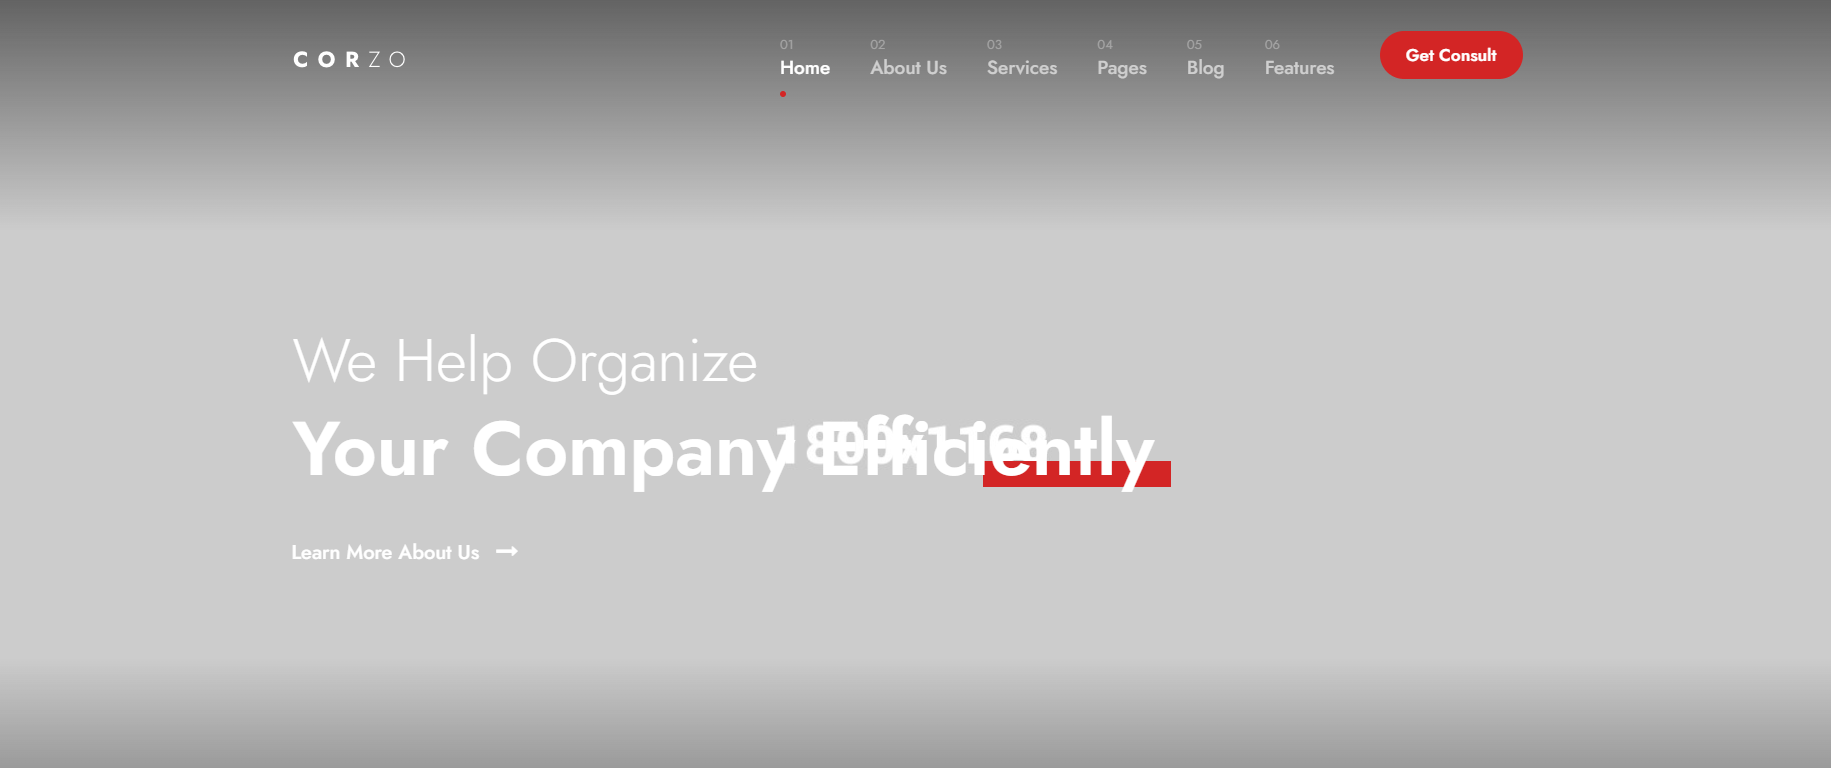 CORZO
01 02 03 04 05 06
Home About Us Services Pages Blog Features
Get Consult
We Help Organize
Your Company Efficiently
1800x1168
Learn More About Us